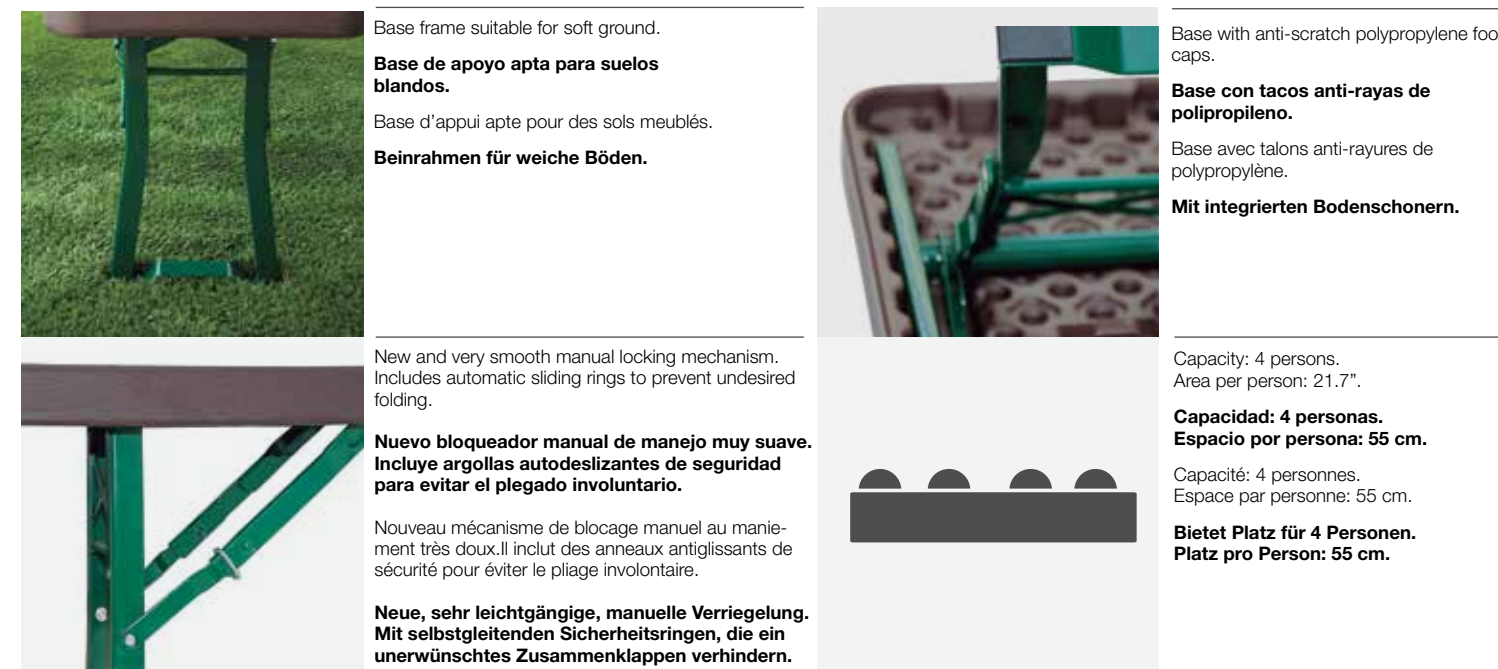 Base frame suitable for soft ground.
Base de apoyo apta para suelos
blandos.
Base d’appui apte pour des sols meublés.
Beinrahmen für weiche Böden.
Base with anti-scratch polypropylene foo
caps.
Base con tacos anti-rayas de
polipropileno.
Base avec talons anti-rayures de
polypropylène.
Mit integrierten Bodenschonern.
New and very smooth manual locking mechanism.
Includes automatic sliding rings to prevent undesired
folding.
Nuevo bloqueador manual de manejo muy suave.
Incluye argollas autodeslizantes de seguridad
para evitar el plegado involuntario.
Nouveau mécanisme de blocage manuel au manie-
ment très doux.Il inclut des anneaux antiglissants de
sécurité pour éviter le pliage involontaire.
Neue, sehr leichtgängige, manuelle Verriegelung.
Mit selbstgleitenden Sicherheitsringen, die ein
unerwünschtes Zusammenklappen verhindern.
Capacity: 4 persons.
Area per person: 21.7”.
Capacidad: 4 personas.
Espacio por persona: 55 cm.
Capacité: 4 personnes.
Espace par personne: 55 cm.
Bietet Platz für 4 Personen.
Platz pro Person: 55 cm.